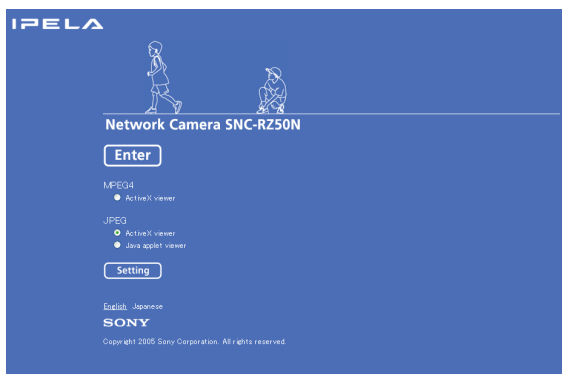 IPELA
Network Camera SNC-RZ50N
Enter
MPEG4
ActiveX viewer
JPEG
ActiveX viewer
Java applet viewer
Setting
English Japanese
SONY
Copyright 2005 Sony Corporation. All rights reserved.